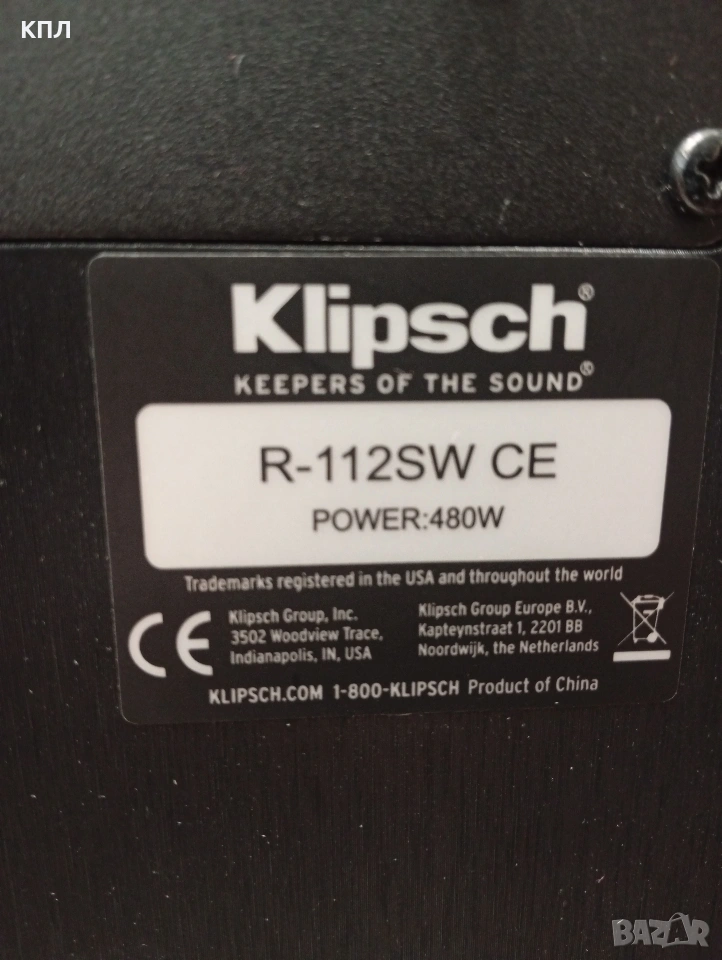 КПЛ
Klipsch®
KEEPERS OF THE SOUND®
R-112SW CE
POWER:480W
Trademarks registered in the USA and throughout the world
CE
Klipsch Group, Inc.
3502 Woodview Trace,
Indianapolis, IN, USA
Klipsch Group Europe B.V.,
Kapteynstraat 1, 2201 BB
Noordwijk, the Netherlands
KLIPSCH.COM 1-800-KLIPSCH Product of China
BAZAR